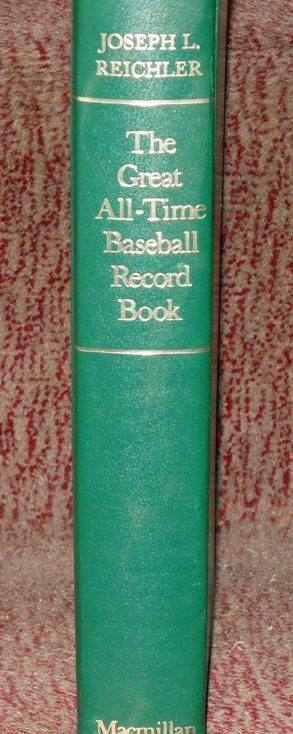 JOSEPH L.
REICHLER
The
Great
All-Time
Baseball
Record
Book
Macmillan